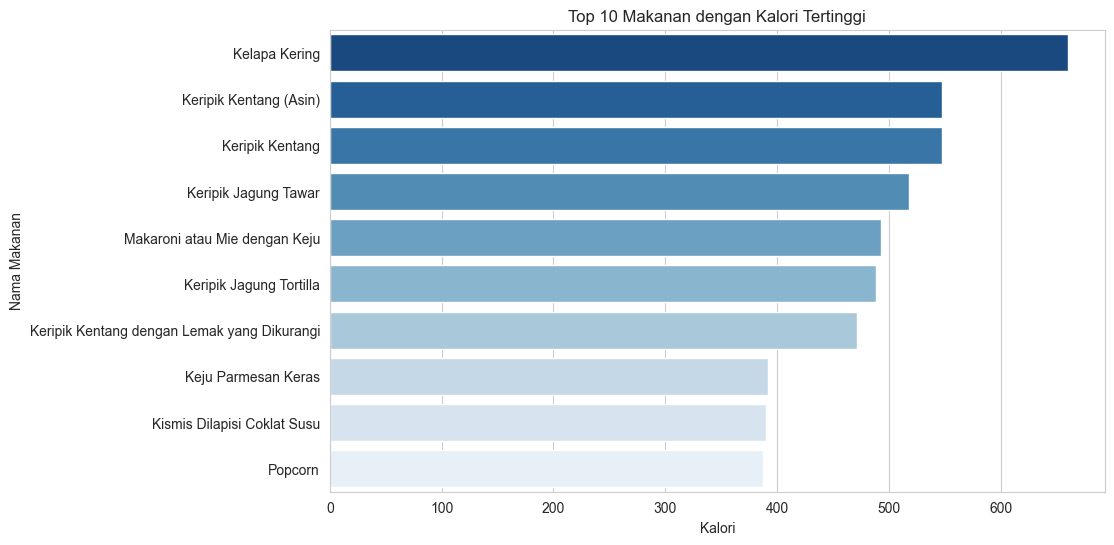 Top 10 Makanan dengan Kalori Tertinggi
Nama Makanan
Kelapa Kering
Keripik Kentang (Asin)
Keripik Kentang
Keripik Jagung Tawar
Makaroni atau Mie dengan Keju
Keripik Jagung Tortilla
Keripik Kentang dengan Lemak yang Dikurangi
Keju Parmesan Keras
Kismis Dilapisi Coklat Susu
Popcorn
0 100 200 300 400 500 600
Kalori